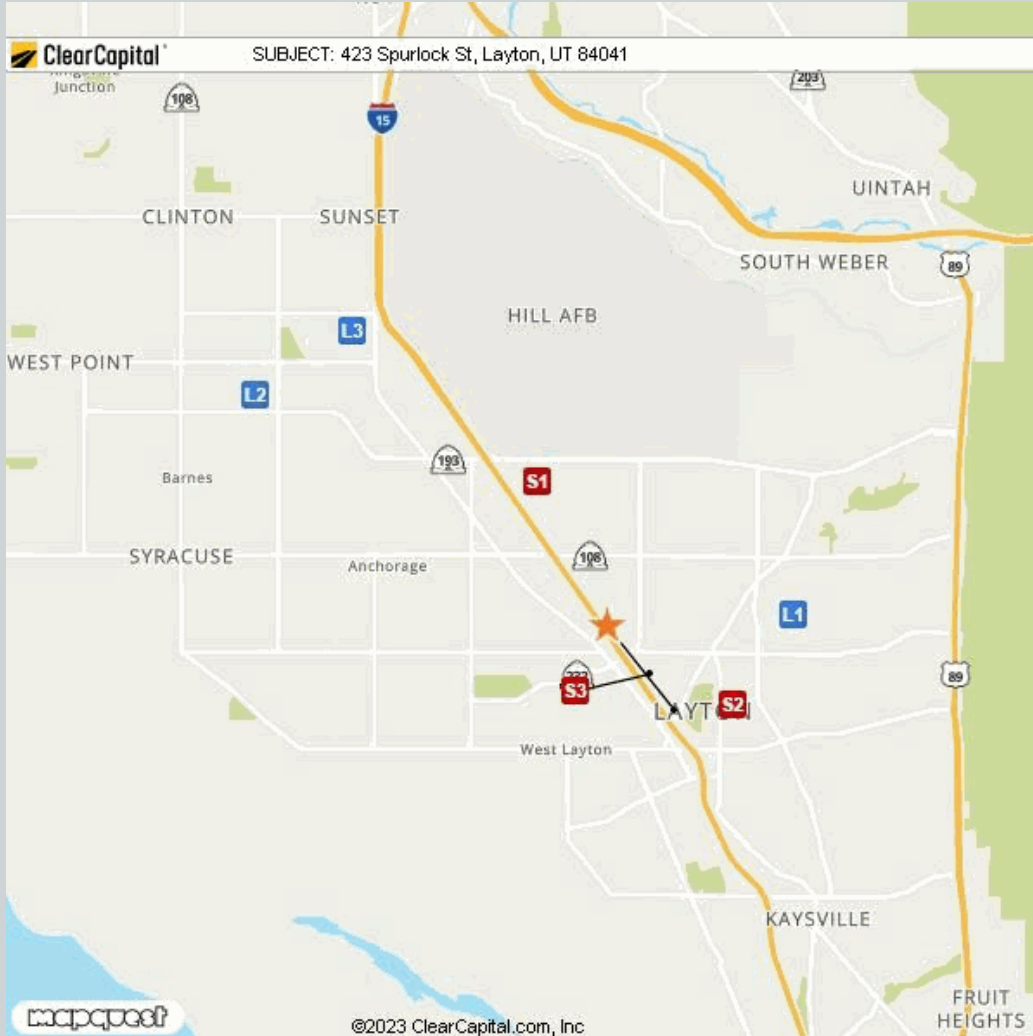 ClearCapital
SUBJECT: 423 Spurlock St, Layton, UT 84041
Junction
108
203
15
UINTAH
CLINTON
SUNSET
SOUTH WEBER
89
HILL AFB
L3
WEST POINT
L2
193
Barnes
S1
SYRACUSE
108
Anchorage
L1
89
S3
S2
LAYTON
West Layton
KAYSVILLE
FRUIT
HEIGHTS
mapquest
©2023 ClearCapital.com, Inc